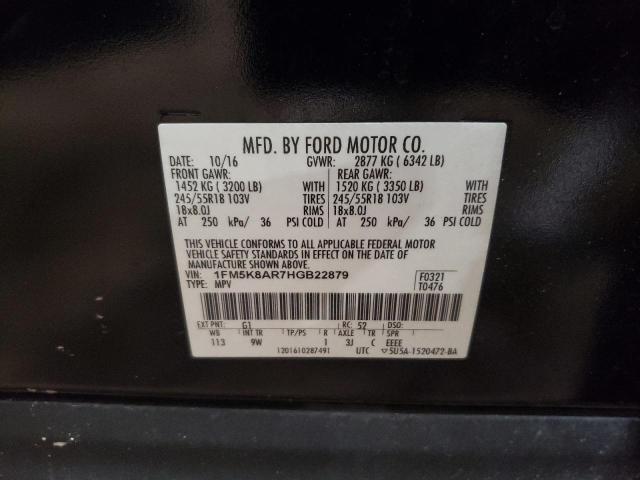 MFD. BY FORD MOTOR CO.
DATE: 10/16 GVWR: 2877 KG ( 6342 LB)
FRONT GAWR: REAR GAWR:
1452 KG ( 3200 LB) WITH 1520 KG ( 3350 LB) WITH
245/55R18 103V TIRES 245/55R18 103V TIRES
18x8.0J RIMS 18x8.0J RIMS
AT 250 kPa/ 36 PSI COLD AT 250 kPa/ 36 PSI COLD
THIS VEHICLE CONFORMS TO ALL APPLICABLE FEDERAL MOTOR
VEHICLE SAFETY STANDARDS IN EFFECT ON THE DATE OF
MANUFACTURE SHOWN ABOVE.
VIN: 1FM5K8AR7HGB22879 F0321
TYPE: MPV T0476
EXT PNT: G1 RC: 52 DSO:
WB INT TR TP/PS R AXLE TR
113 9W 1 3J C EEEE
1201610287491 UTC ▽5U5A-1520472-BA